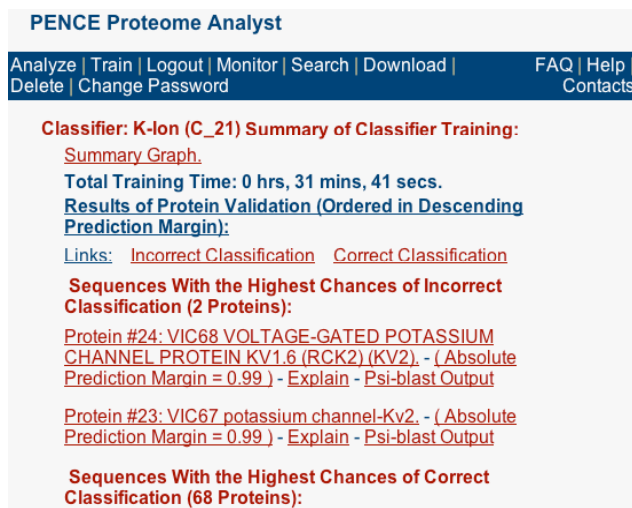 PENCE Proteome Analyst
Analyze | Train | Logout | Monitor | Search | Download | FAQ | Help |
Delete | Change Password Contacts
Classifier: K-Ion (C_21) Summary of Classifier Training:
Summary Graph.
Total Training Time: 0 hrs, 31 mins, 41 secs.
Results of Protein Validation (Ordered in Descending
Prediction Margin):
Links: Incorrect Classification Correct Classification
Sequences With the Highest Chances of Incorrect
Classification (2 Proteins):
Protein #24: VIC68 VOLTAGE-GATED POTASSIUM
CHANNEL PROTEIN KV1.6 (RCK2) (KV2). - ( Absolute
Prediction Margin = 0.99 ) - Explain - Psi-blast Output
Protein #23: VIC67 potassium channel-Kv2. - ( Absolute
Prediction Margin = 0.99 ) - Explain - Psi-blast Output
Sequences With the Highest Chances of Correct
Classification (68 Proteins):